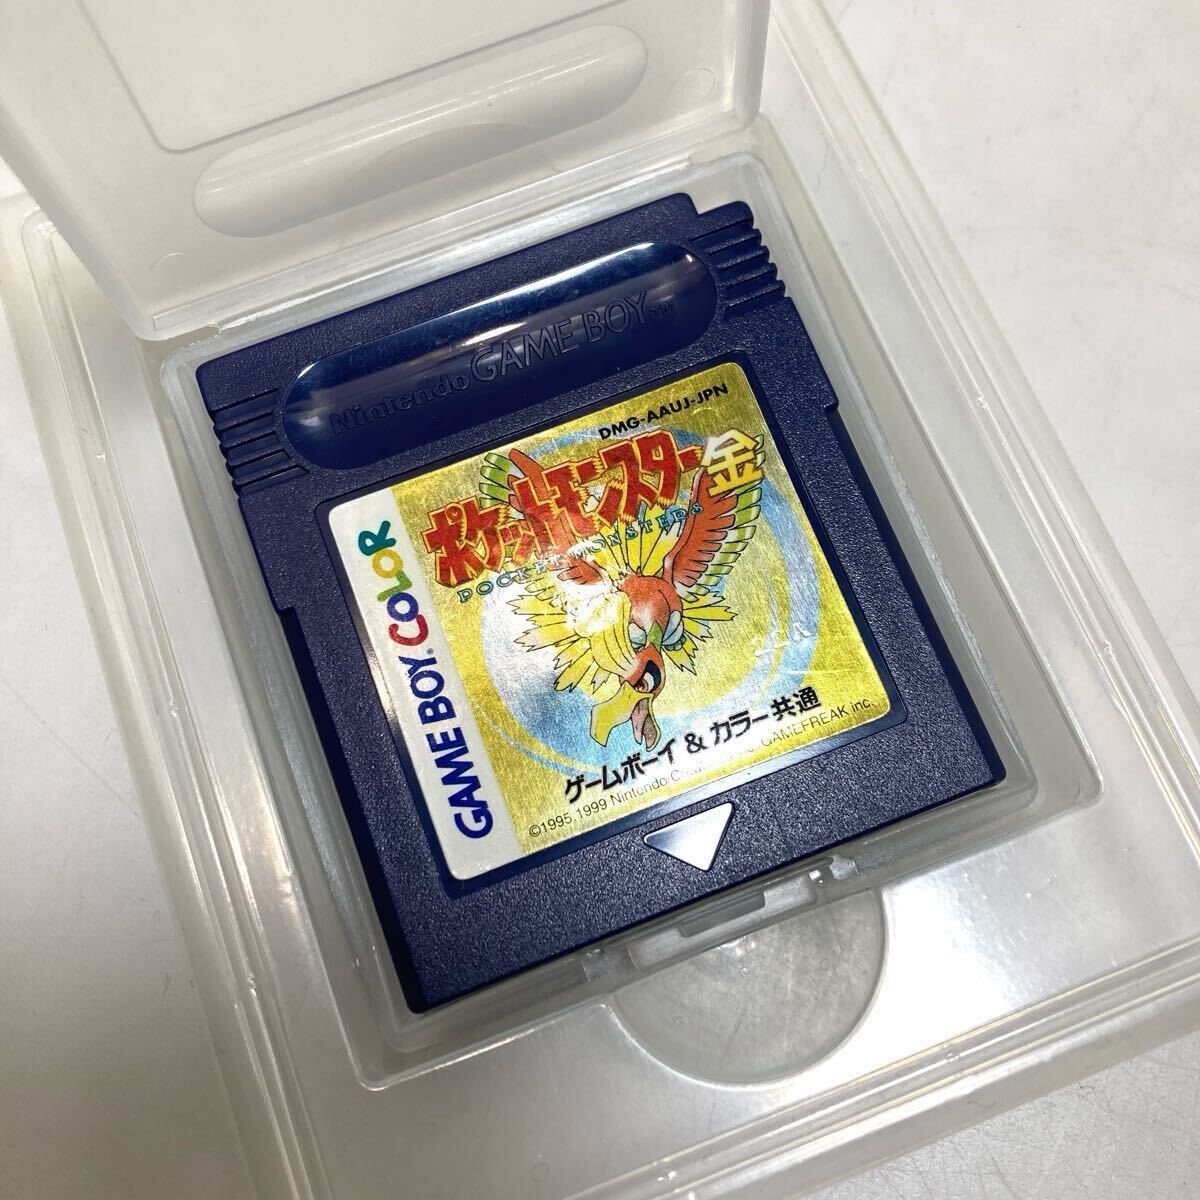 Nintendo GAME BOY TM
DMG-AAUJ-JPN
ポケットモンスター金
POCKET MONSTERS
GAME BOY COLOR
ゲームボーイ & カラー共通
©1995,1999 Nintendo GAMEFREAK inc.